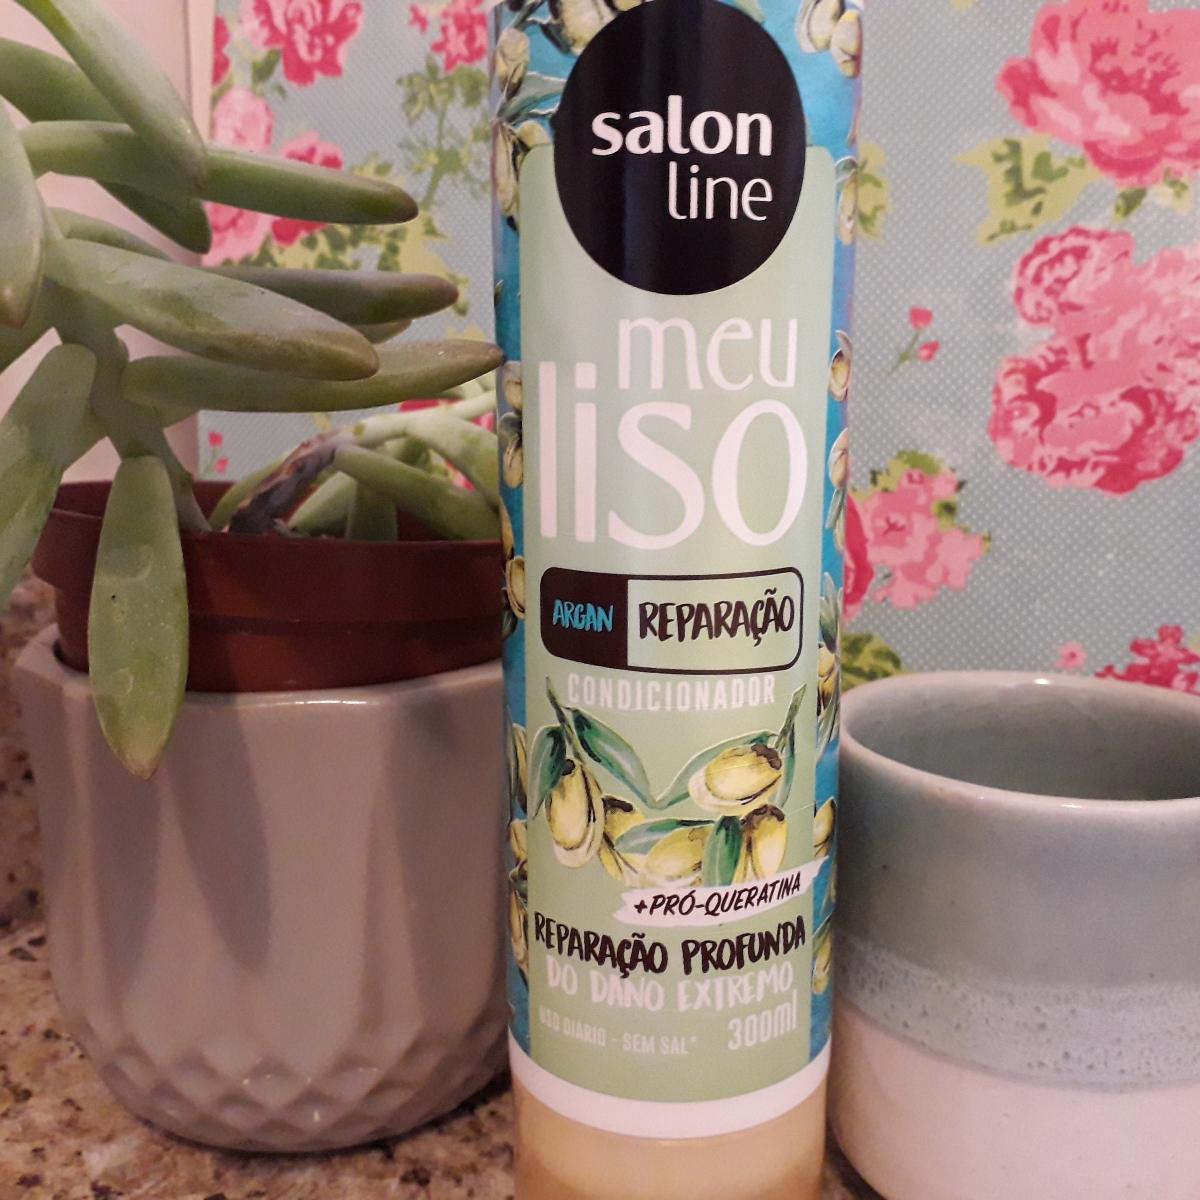 salon
line
meu
liso
ARGAN REPARAÇÃO
CONDICIONADOR
+PRÓ-QUERATINA
REPARAÇÃO PROFUNDA
DO DANO EXTREMO
USO DIÁRIO - SEM SAL* 300ml